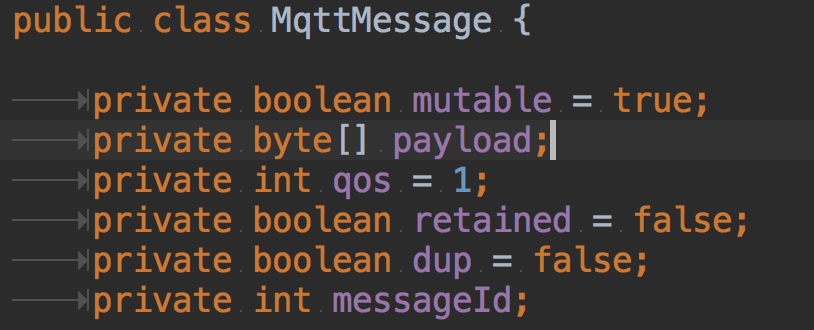 public class MqttMessage {
private boolean mutable = true;
private byte[] payload;
private int qos = 1;
private boolean retained = false;
private boolean dup = false;
private int messageId;